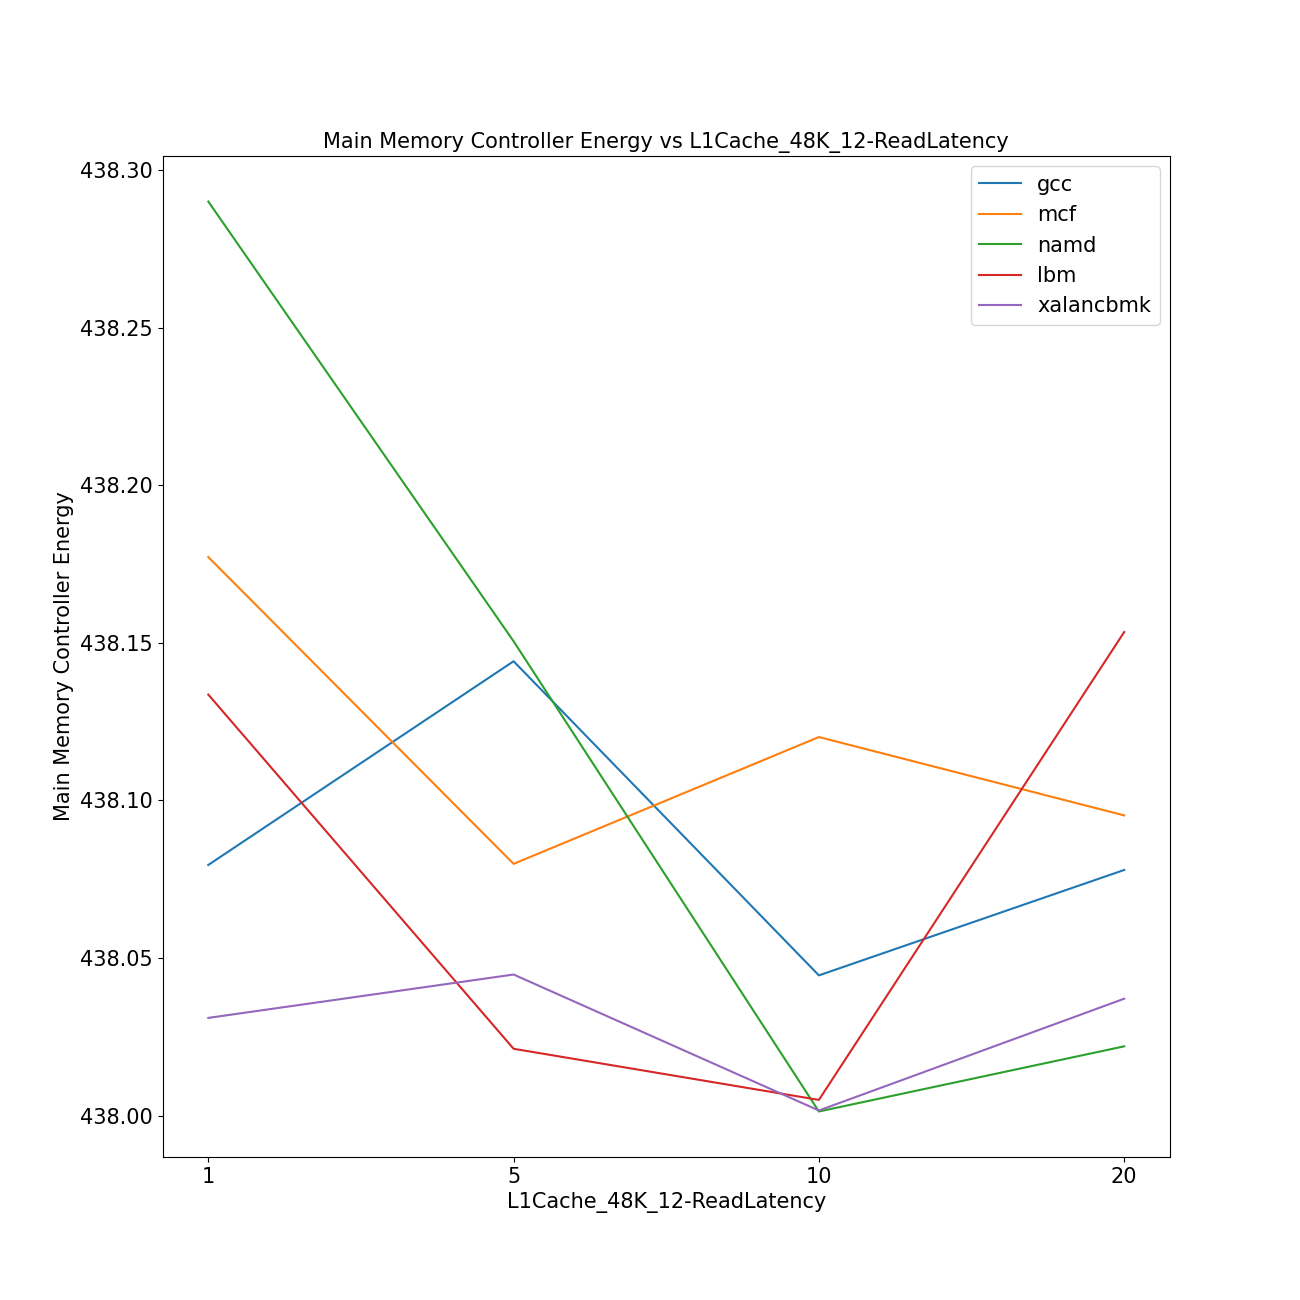 Main Memory Controller Energy vs L1Cache_48K_12-ReadLatency
438.30
438.25
438.20
438.15
438.10
438.05
438.00
Main Memory Controller Energy
gcc
mcf
namd
lbm
xalancbmk
1 5 10 20
L1Cache_48K_12-ReadLatency